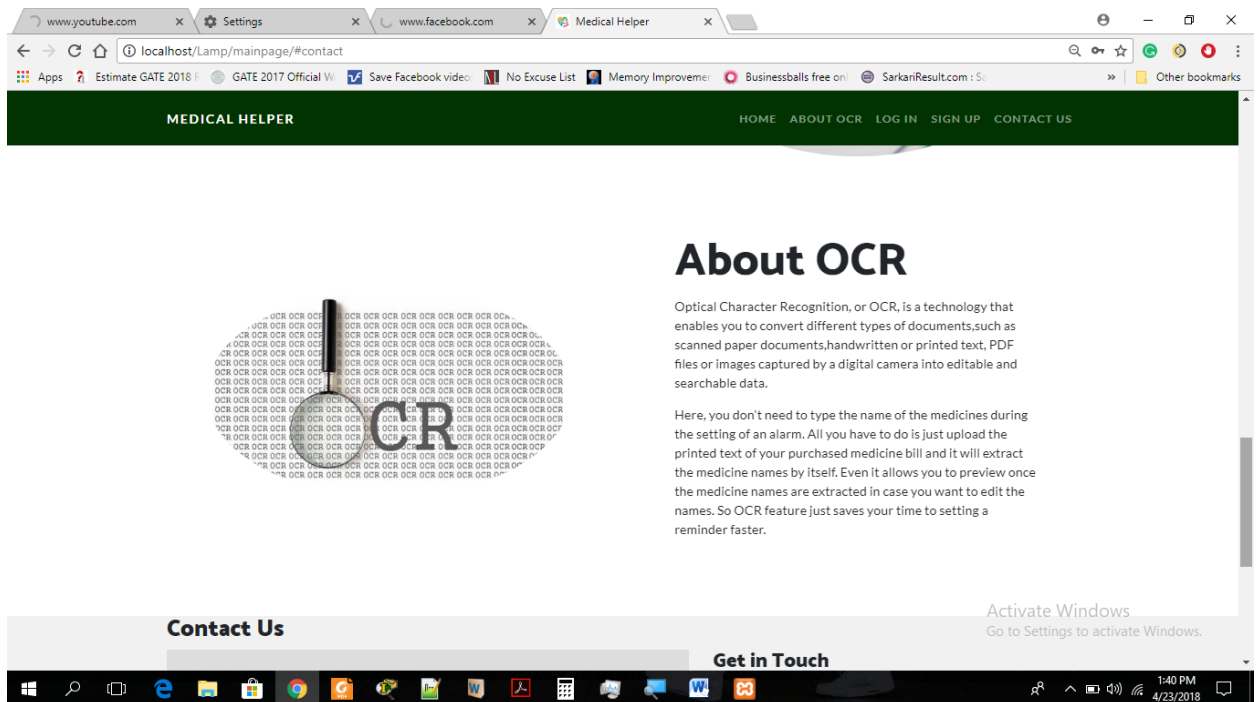 www.youtube.com
Settings
www.facebook.com
Medical Helper
localhost/Lamp/mainpage/#contact
Apps
Estimate GATE 2018
GATE 2017 Official
Save Facebook video
No Excuse List
Memory Improvemen
Businessballs free onl
SarkariResult.com : Sa
»
Other bookmarks
MEDICAL HELPER
HOME ABOUT OCR LOG IN SIGN UP CONTACT US
About OCR
Optical Character Recognition, or OCR, is a technology that
enables you to convert different types of documents,such as
scanned paper documents,handwritten or printed text, PDF
files or images captured by a digital camera into editable and
searchable data.
Here, you don't need to type the name of the medicines during
the setting of an alarm. All you have to do is just upload the
printed text of your purchased medicine bill and it will extract
the medicine names by itself. Even it allows you to preview once
the medicine names are extracted in case you want to edit the
names. So OCR feature just saves your time to setting a
reminder faster.
CR
Activate Windows
Go to Settings to activate Windows.
Contact Us
Get in Touch
1:40 PM
4/23/2018